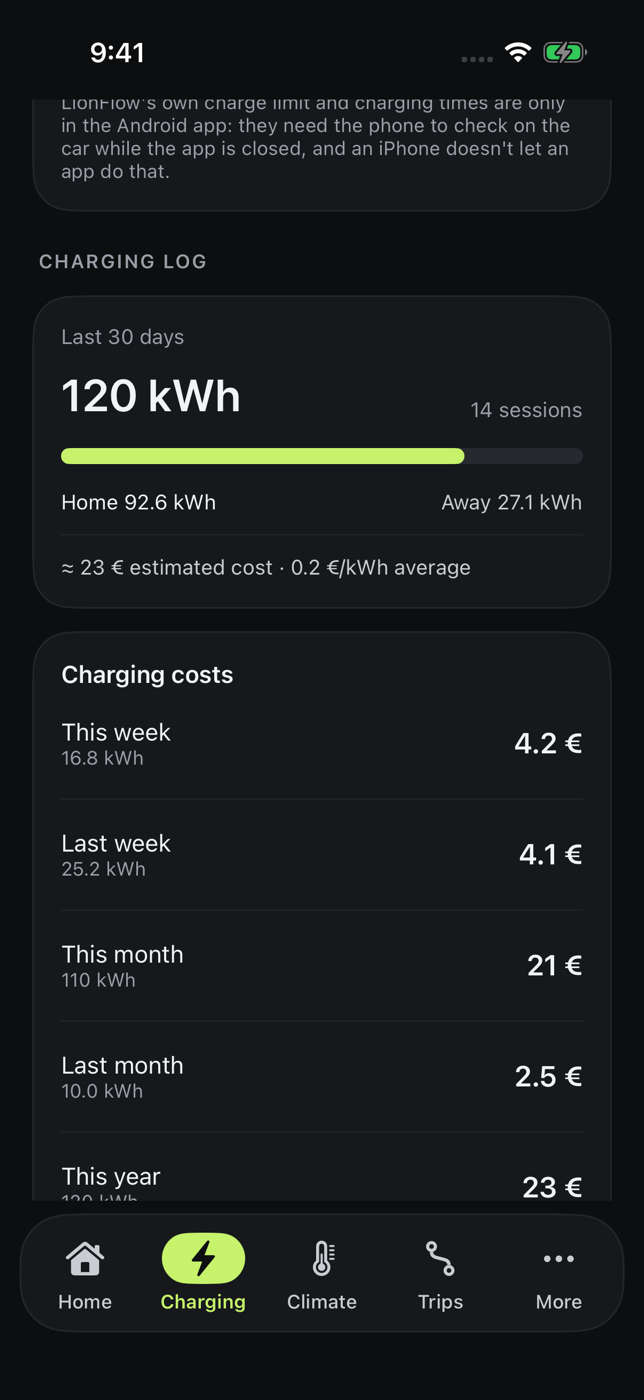 9:41
LionFlow's own charge limit and charging times are only
in the Android app: they need the phone to check on the
car while the app is closed, and an iPhone doesn't let an
app do that.
CHARGING LOG
Last 30 days
120 kWh
14 sessions
Home 92.6 kWh
Away 27.1 kWh
≈ 23 € estimated cost · 0.2 €/kWh average
Charging costs
This week
4.2 €
16.8 kWh
Last week
4.1 €
25.2 kWh
This month
21 €
110 kWh
Last month
2.5 €
10.0 kWh
This year
23 €
120 kWh
Home
Charging
Climate
Trips
More